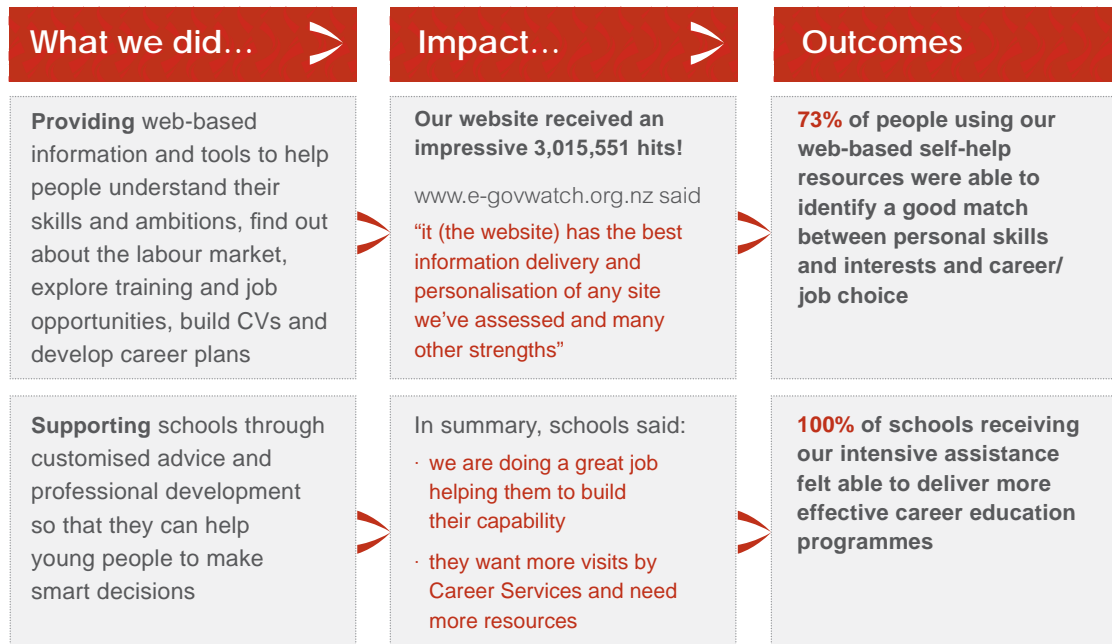 What we did…
Impact…
Outcomes
Providing web-based
information and tools to help
people understand their
skills and ambitions, find out
about the labour market,
explore training and job
opportunities, build CVs and
develop career plans
Our website received an
impressive 3,015,551 hits!
www.e-govwatch.org.nz said
“it (the website) has the best
information delivery and
personalisation of any site
we’ve assessed and many
other strengths”
73% of people using our
web-based self-help
resources were able to
identify a good match
between personal skills
and interests and career/
job choice
Supporting schools through
customised advice and
professional development
so that they can help
young people to make
smart decisions
In summary, schools said:
· we are doing a great job
helping them to build
their capability
· they want more visits by
Career Services and need
more resources
100% of schools receiving
our intensive assistance
felt able to deliver more
effective career education
programmes